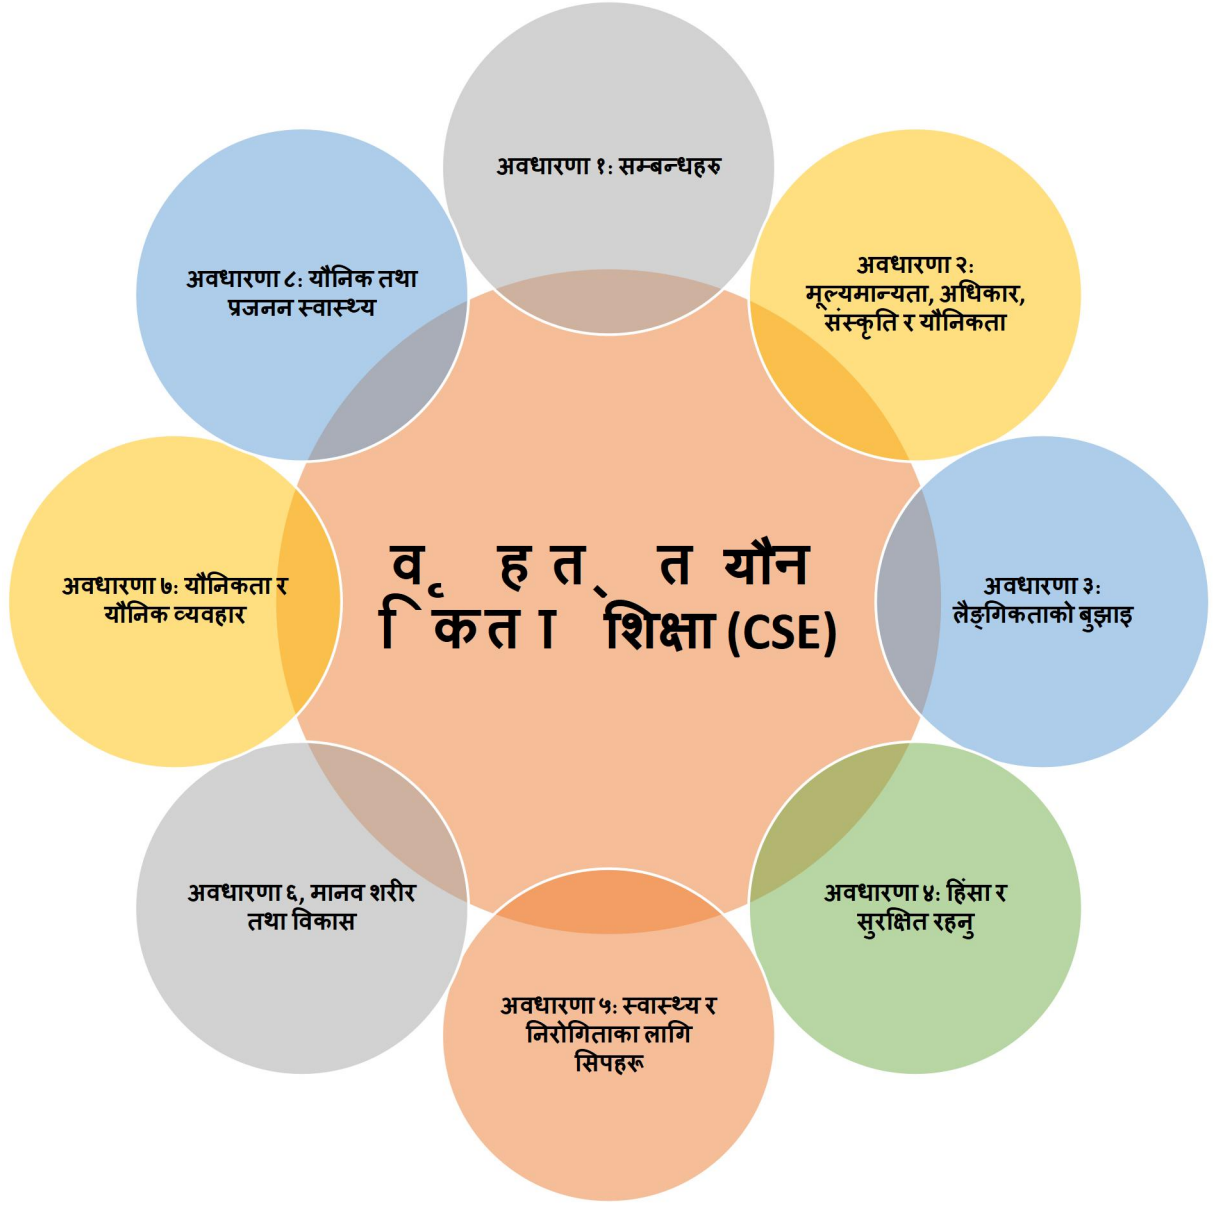 अवधारणा १: सम्बन्धहरु
अवधारणा २:
मूल्यमान्यता, अधिकार,
संस्कृति र यौनिकता
अवधारणा ३:
लैङ्गिकताको बुझाइ
अवधारणा ४: हिंसा र
सुरक्षित रहनु
अवधारणा ५: स्वास्थ्य र
निरोगिताका लागि
सिपहरू
अवधारणा ६, मानव शरीर
तथा विकास
अवधारणा ७: यौनिकता र
यौनिक व्यवहार
अवधारणा ८: यौनिक तथा
प्रजनन स्वास्थ्य
व ृ ह त ् त यौन
ि कत ा शिक्षा (CSE)